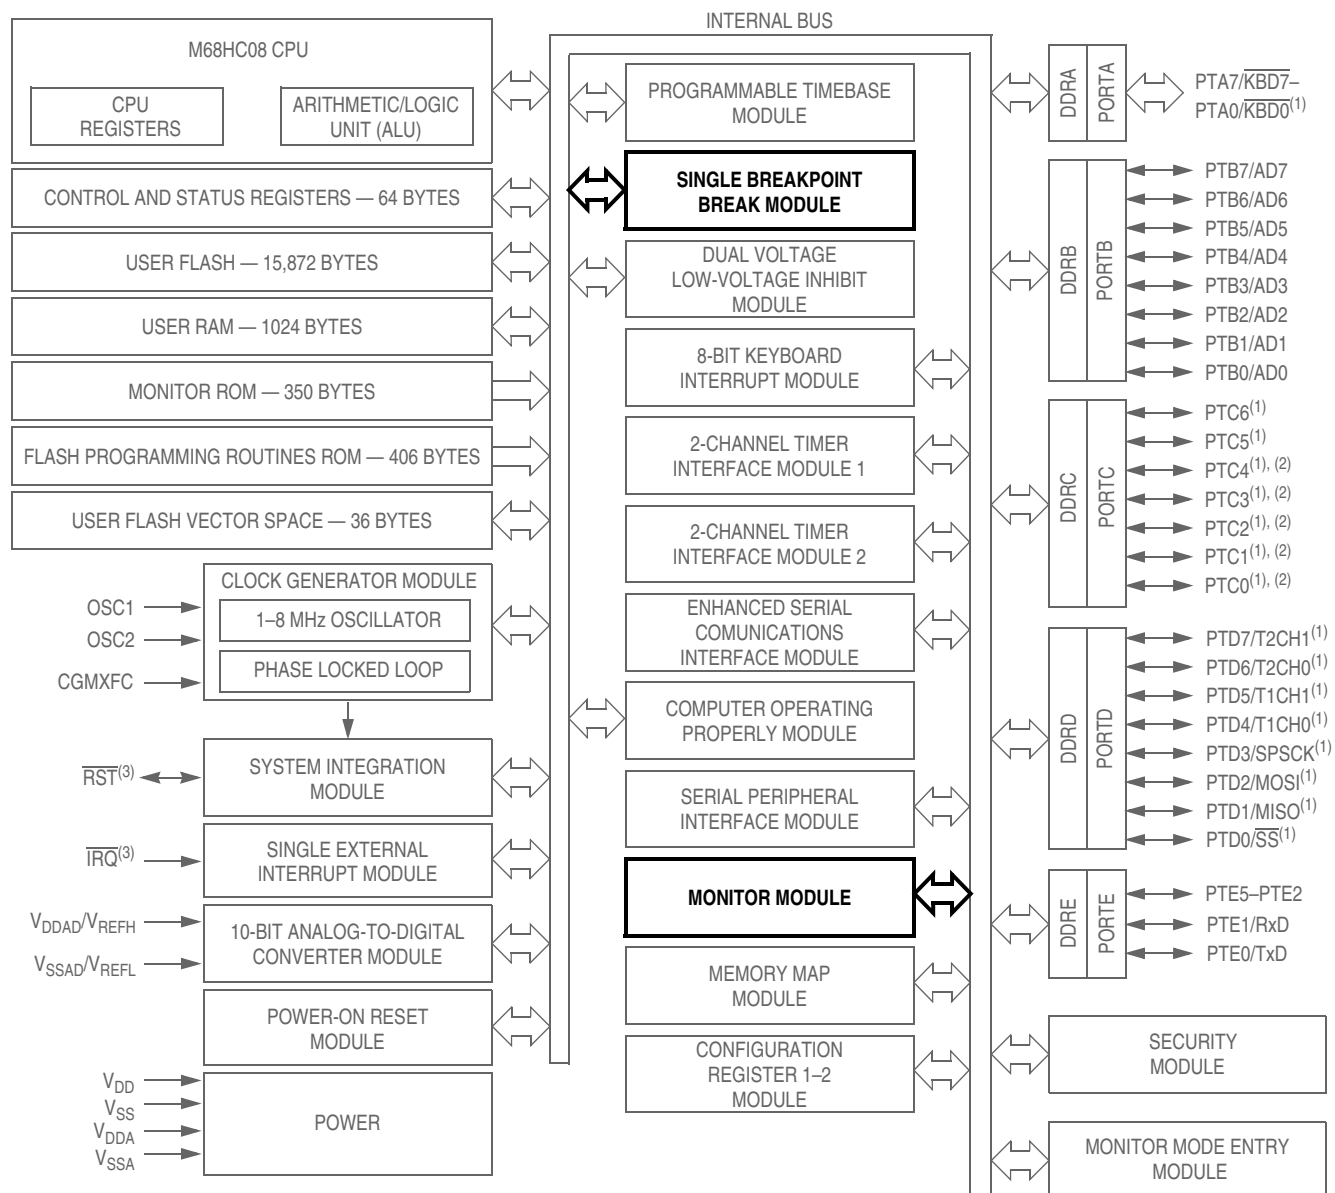 INTERNAL BUS
M68HC08 CPU
CPU
REGISTERS
ARITHMETIC/LOGIC
UNIT (ALU)
CONTROL AND STATUS REGISTERS — 64 BYTES
USER FLASH — 15,872 BYTES
USER RAM — 1024 BYTES
MONITOR ROM — 350 BYTES
FLASH PROGRAMMING ROUTINES ROM — 406 BYTES
USER FLASH VECTOR SPACE — 36 BYTES
CLOCK GENERATOR MODULE
1–8 MHz OSCILLATOR
PHASE LOCKED LOOP
OSC1
OSC2
CGMXFC
SYSTEM INTEGRATION
MODULE
RST(3)
SINGLE EXTERNAL
INTERRUPT MODULE
IRQ(3)
10-BIT ANALOG-TO-DIGITAL
CONVERTER MODULE
VDDAD/VREFH
VSSAD/VREFL
POWER-ON RESET
MODULE
POWER
VDD
VSS
VDDA
VSSA
PROGRAMMABLE TIMEBASE
MODULE
SINGLE BREAKPOINT
BREAK MODULE
DUAL VOLTAGE
LOW-VOLTAGE INHIBIT
MODULE
8-BIT KEYBOARD
INTERRUPT MODULE
2-CHANNEL TIMER
INTERFACE MODULE 1
2-CHANNEL TIMER
INTERFACE MODULE 2
ENHANCED SERIAL
COMUNICATIONS
INTERFACE MODULE
COMPUTER OPERATING
PROPERLY MODULE
SERIAL PERIPHERAL
INTERFACE MODULE
MONITOR MODULE
MEMORY MAP
MODULE
CONFIGURATION
REGISTER 1–2
MODULE
DDRA
PORTA
PTA7/KBD7–
PTA0/KBD0(1)
DDRB
PORTB
PTB7/AD7
PTB6/AD6
PTB5/AD5
PTB4/AD4
PTB3/AD3
PTB2/AD2
PTB1/AD1
PTB0/AD0
DDRC
PORTC
PTC6(1)
PTC5(1)
PTC4(1), (2)
PTC3(1), (2)
PTC2(1), (2)
PTC1(1), (2)
PTC0(1), (2)
DDRD
PORTD
PTD7/T2CH1(1)
PTD6/T2CH0(1)
PTD5/T1CH1(1)
PTD4/T1CH0(1)
PTD3/SPSCK(1)
PTD2/MOSI(1)
PTD1/MISO(1)
PTD0/SS(1)
DDRE
PORTE
PTE5–PTE2
PTE1/RxD
PTE0/TxD
SECURITY
MODULE
MONITOR MODE ENTRY
MODULE